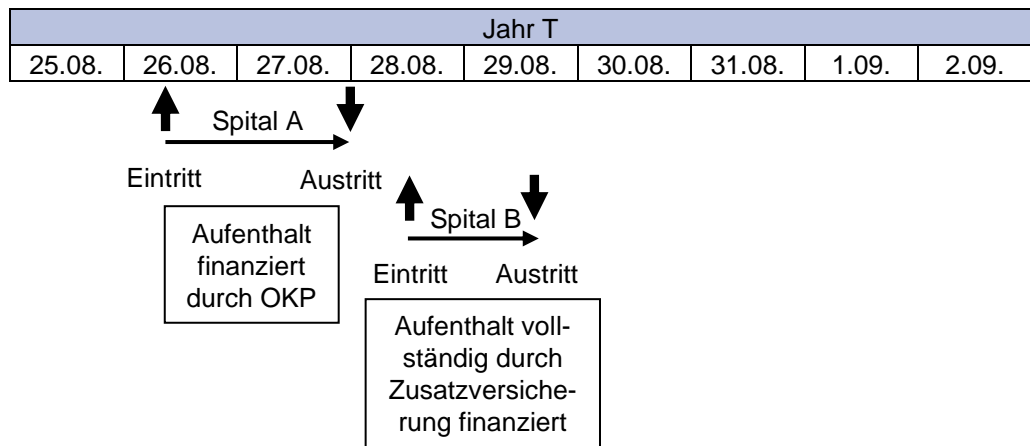 Jahr T
25.08. 26.08. 27.08. 28.08. 29.08. 30.08. 31.08. 1.09. 2.09.
Spital A
Eintritt Austritt
Aufenthalt
finanziert
durch OKP
Spital B
Eintritt Austritt
Aufenthalt voll-
ständig durch
Zusatzversiche-
rung finanziert